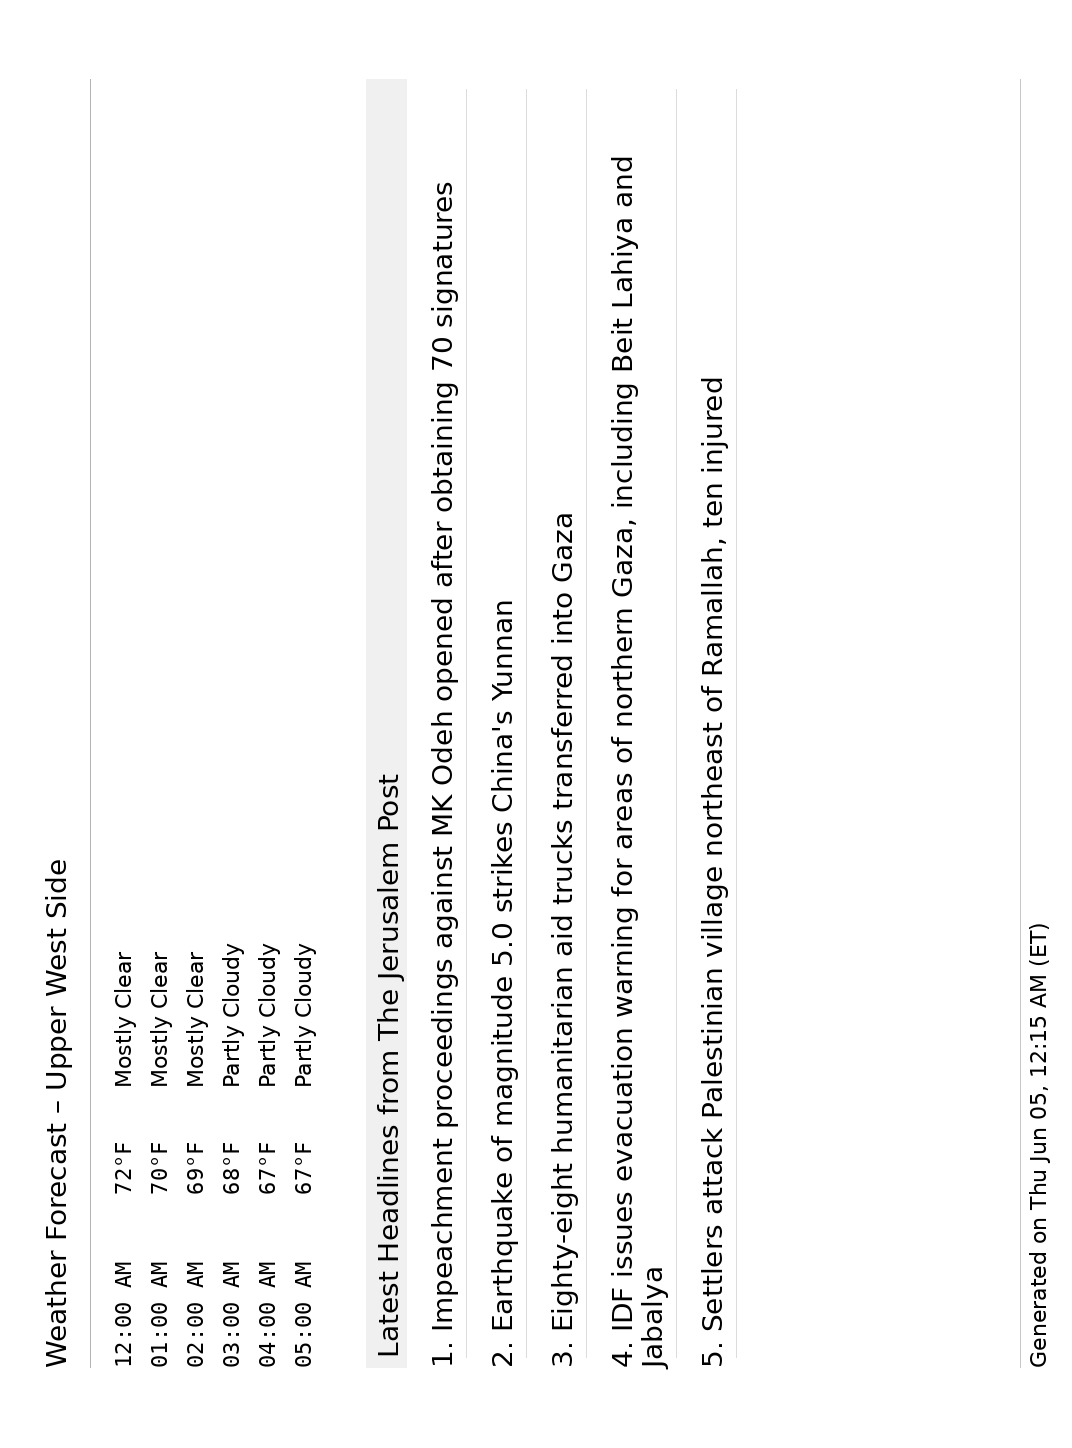 Weather Forecast – Upper West Side
12:00 AM 72°F Mostly Clear
01:00 AM 70°F Mostly Clear
02:00 AM 69°F Mostly Clear
03:00 AM 68°F Partly Cloudy
04:00 AM 67°F Partly Cloudy
05:00 AM 67°F Partly Cloudy
Latest Headlines from The Jerusalem Post
1. Impeachment proceedings against MK Odeh opened after obtaining 70 signatures
2. Earthquake of magnitude 5.0 strikes China's Yunnan
3. Eighty-eight humanitarian aid trucks transferred into Gaza
4. IDF issues evacuation warning for areas of northern Gaza, including Beit Lahiya and
Jabalya
5. Settlers attack Palestinian village northeast of Ramallah, ten injured
Generated on Thu Jun 05, 12:15 AM (ET)